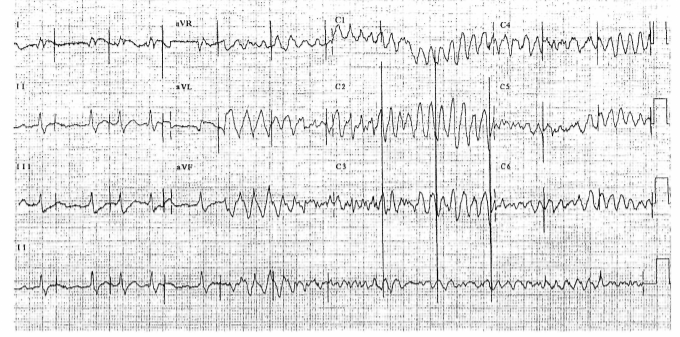 I aVR C1 C4
II aVL C2 C5
III aVF C3 C6
II